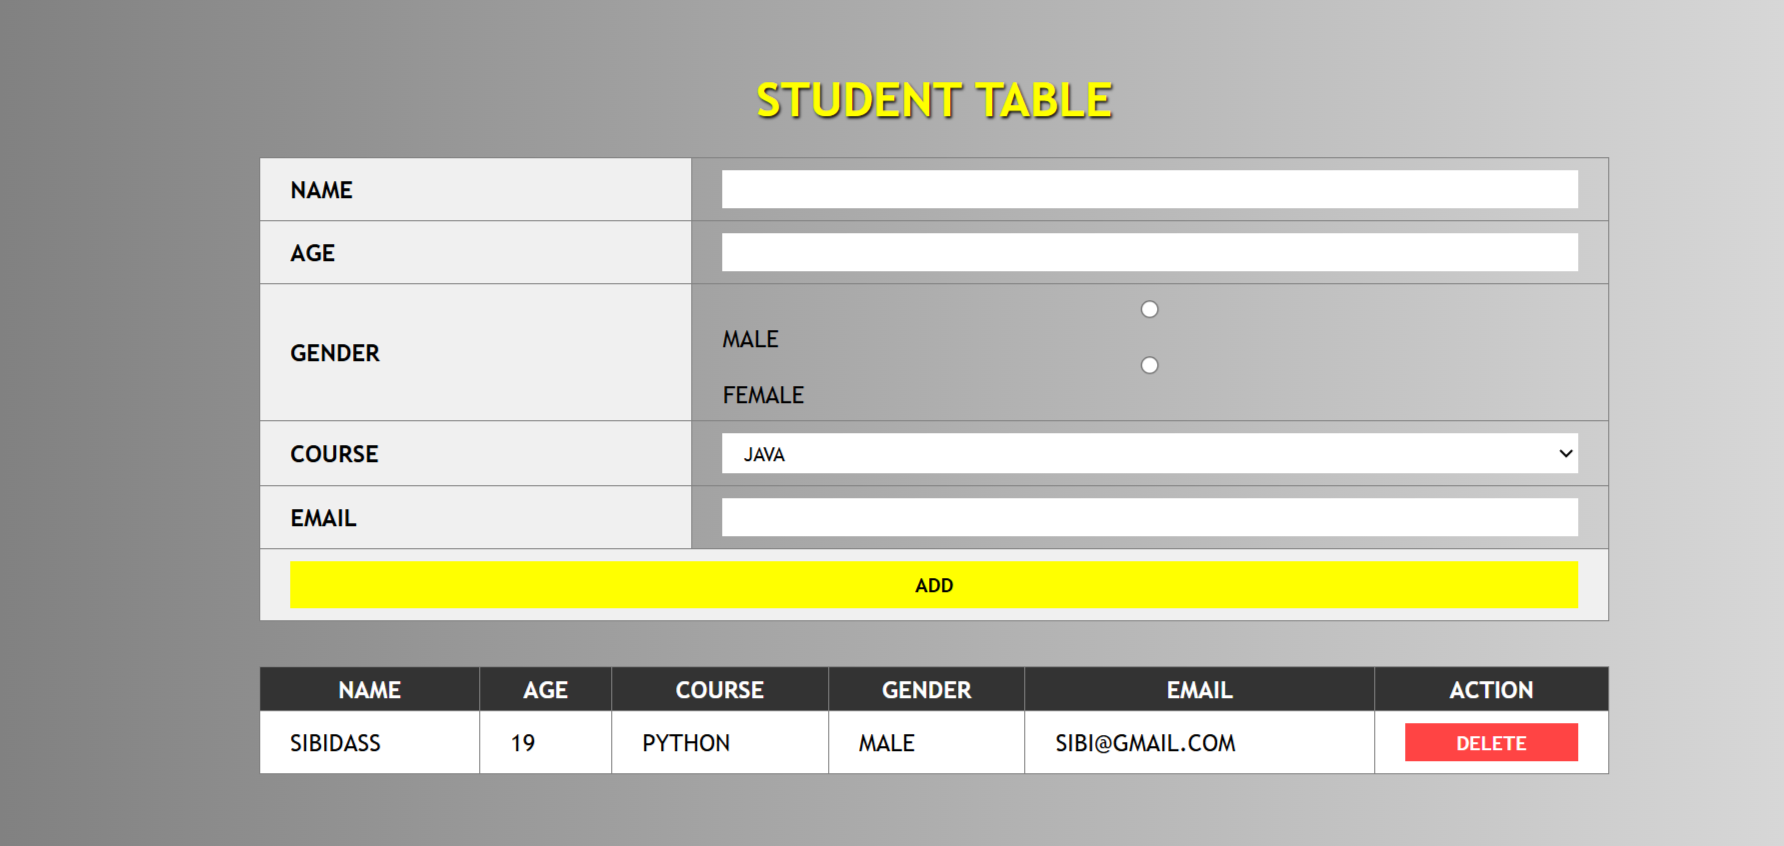 STUDENT TABLE
NAME
AGE
GENDER
MALE
FEMALE
COURSE
JAVA
EMAIL
ADD
NAME AGE COURSE GENDER EMAIL ACTION
SIBIDASS 19 PYTHON MALE SIBI@GMAIL.COM DELETE